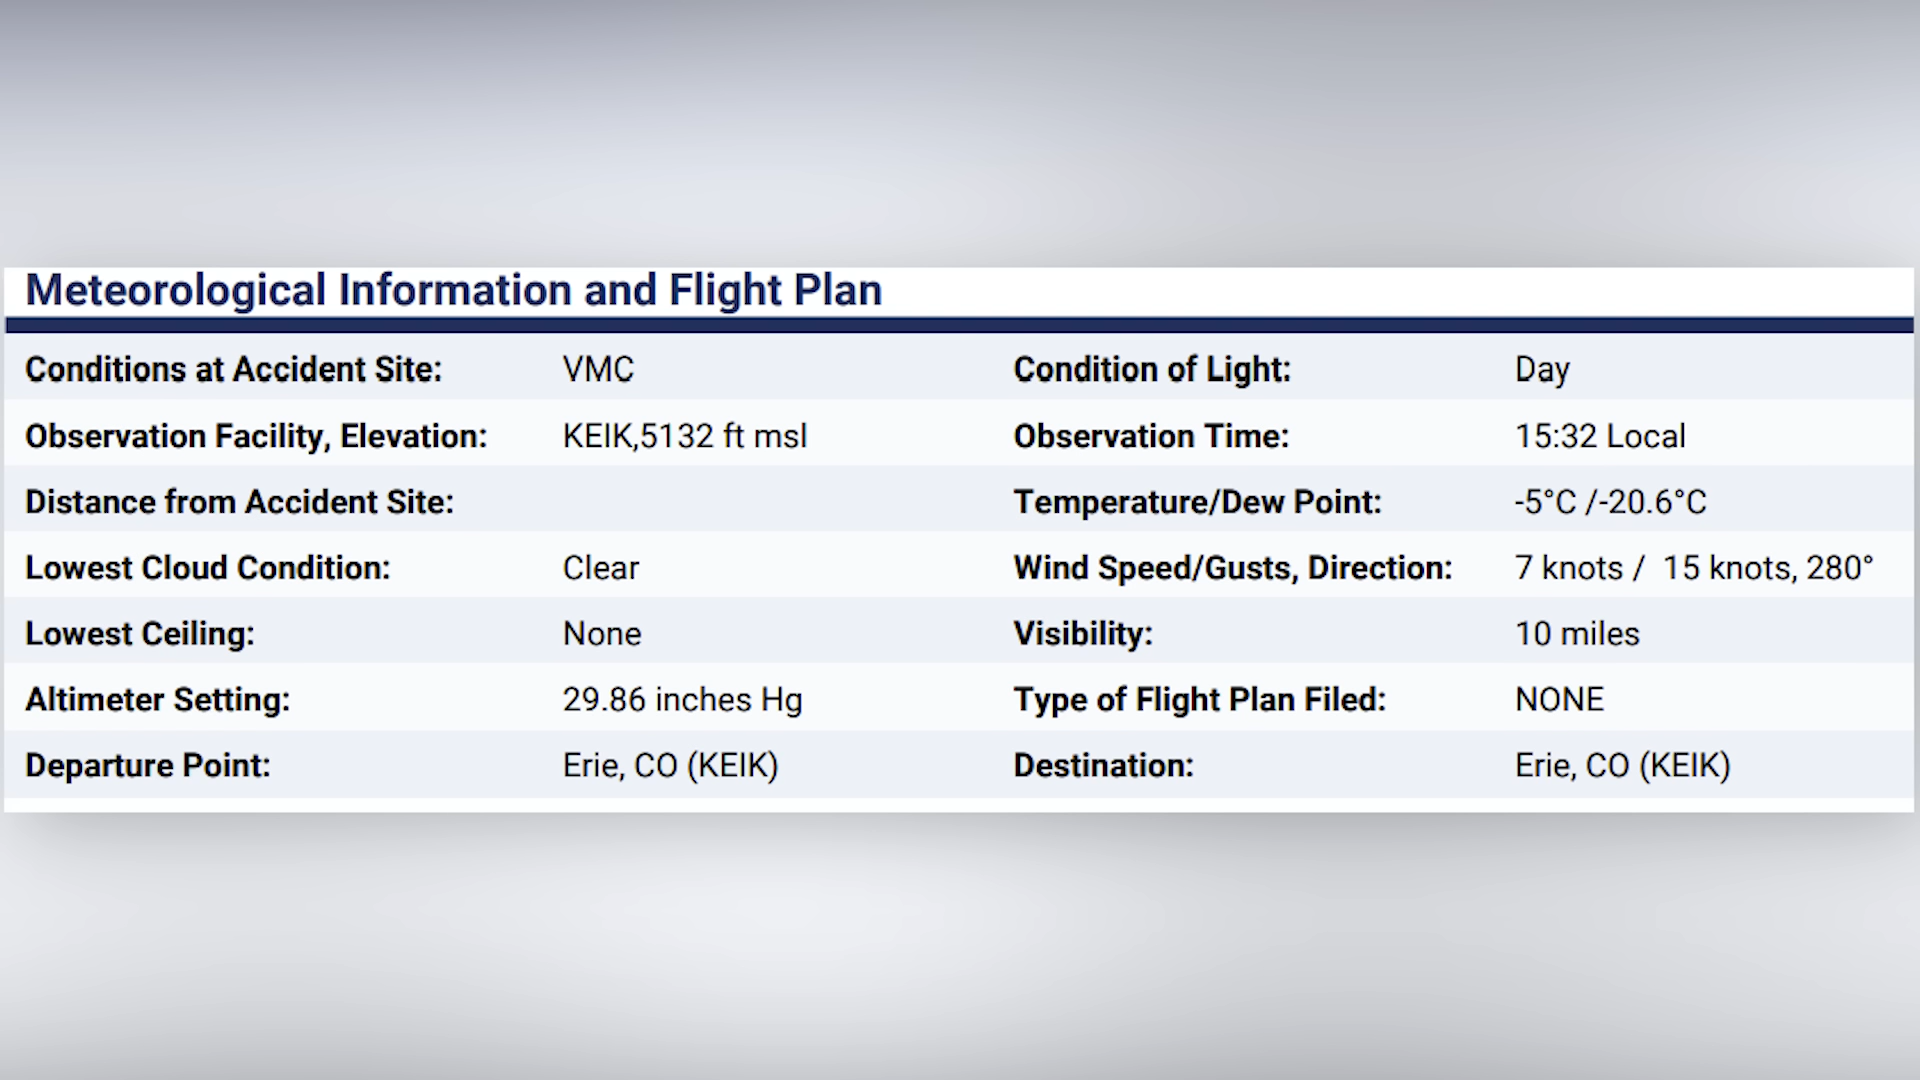 Meteorological Information and Flight Plan
Conditions at Accident Site: VMC Condition of Light: Day
Observation Facility, Elevation: KEIK,5132 ft msl Observation Time: 15:32 Local
Distance from Accident Site: Temperature/Dew Point: -5°C /-20.6°C
Lowest Cloud Condition: Clear Wind Speed/Gusts, Direction: 7 knots / 15 knots, 280°
Lowest Ceiling: None Visibility: 10 miles
Altimeter Setting: 29.86 inches Hg Type of Flight Plan Filed: NONE
Departure Point: Erie, CO (KEIK) Destination: Erie, CO (KEIK)